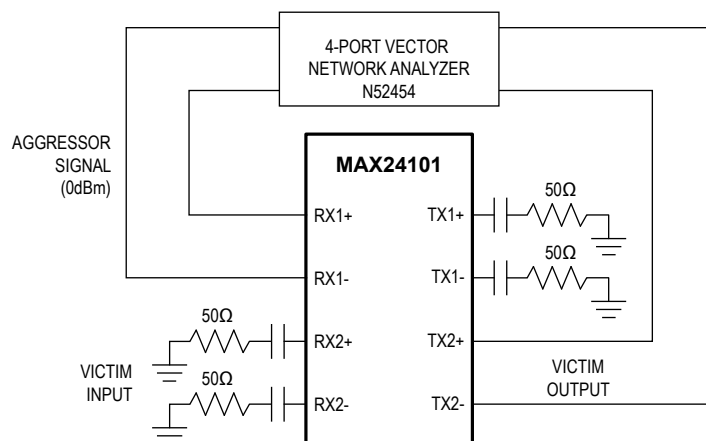 4-PORT VECTOR
NETWORK ANALYZER
N52454
AGGRESSOR
SIGNAL
(0dBm)
MAX24101
RX1+
TX1+
50Ω
RX1-
TX1-
50Ω
50Ω
RX2+
TX2+
VICTIM
INPUT
50Ω
RX2-
TX2-
VICTIM
OUTPUT